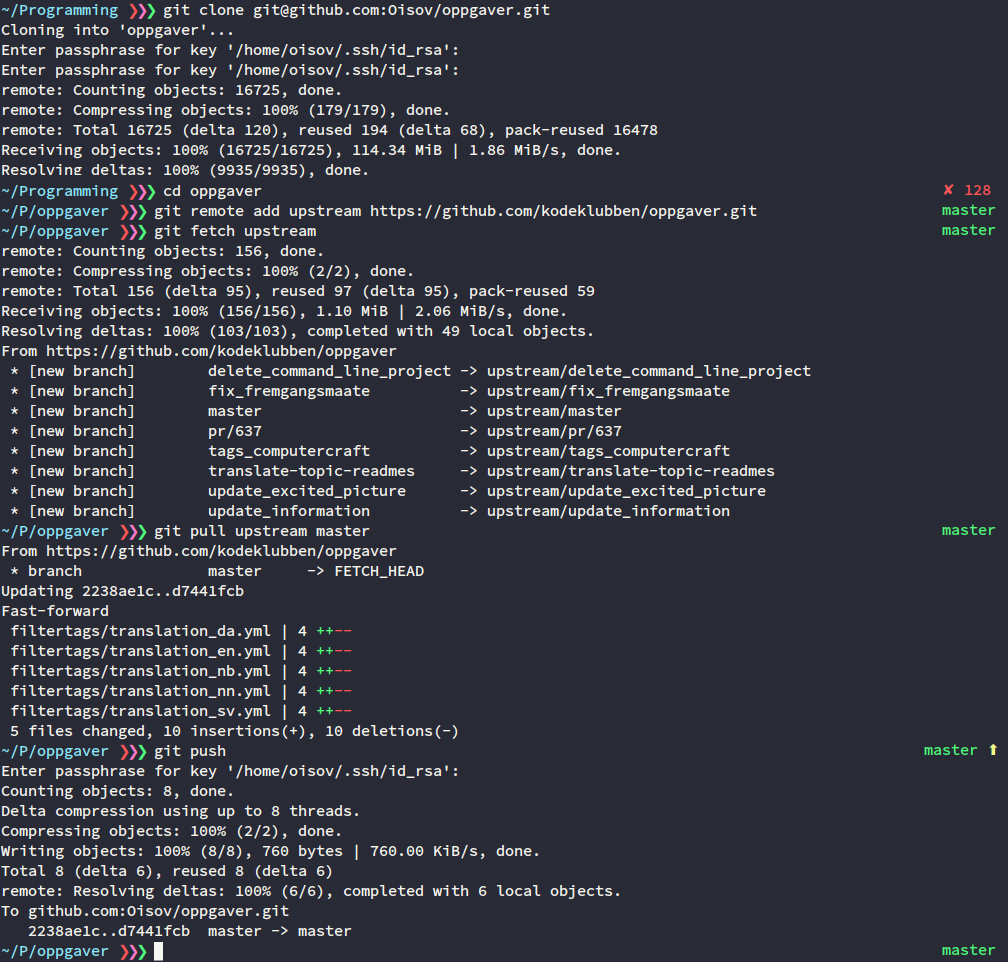 ~/Programming ❯❯❯ git clone git@github.com:Oisov/oppgaver.git
Cloning into 'oppgaver'...
Enter passphrase for key '/home/oisov/.ssh/id_rsa':
Enter passphrase for key '/home/oisov/.ssh/id_rsa':
remote: Counting objects: 16725, done.
remote: Compressing objects: 100% (179/179), done.
remote: Total 16725 (delta 120), reused 194 (delta 68), pack-reused 16478
Receiving objects: 100% (16725/16725), 114.34 MiB | 1.86 MiB/s, done.
Resolving deltas: 100% (9935/9935), done.
~/Programming ❯❯❯ cd oppgaver ✘ 128
~/P/oppgaver ❯❯❯ git remote add upstream https://github.com/kodeklubben/oppgaver.git master
~/P/oppgaver ❯❯❯ git fetch upstream master
remote: Counting objects: 156, done.
remote: Compressing objects: 100% (2/2), done.
remote: Total 156 (delta 95), reused 97 (delta 95), pack-reused 59
Receiving objects: 100% (156/156), 1.10 MiB | 2.06 MiB/s, done.
Resolving deltas: 100% (103/103), completed with 49 local objects.
From https://github.com/kodeklubben/oppgaver
 * [new branch]        delete_command_line_project -> upstream/delete_command_line_project
 * [new branch]        fix_fremgangsmaate          -> upstream/fix_fremgangsmaate
 * [new branch]        master                      -> upstream/master
 * [new branch]        pr/637                      -> upstream/pr/637
 * [new branch]        tags_computercraft          -> upstream/tags_computercraft
 * [new branch]        translate-topic-readmes     -> upstream/translate-topic-readmes
 * [new branch]        update_excited_picture      -> upstream/update_excited_picture
 * [new branch]        update_information          -> upstream/update_information
~/P/oppgaver ❯❯❯ git pull upstream master master
From https://github.com/kodeklubben/oppgaver
 * branch              master     -> FETCH_HEAD
Updating 2238ae1c..d7441fcb
Fast-forward
 filtertags/translation_da.yml | 4 ++--
 filtertags/translation_en.yml | 4 ++--
 filtertags/translation_nb.yml | 4 ++--
 filtertags/translation_nn.yml | 4 ++--
 filtertags/translation_sv.yml | 4 ++--
 5 files changed, 10 insertions(+), 10 deletions(-)
~/P/oppgaver ❯❯❯ git push master ⬆
Enter passphrase for key '/home/oisov/.ssh/id_rsa':
Counting objects: 8, done.
Delta compression using up to 8 threads.
Compressing objects: 100% (2/2), done.
Writing objects: 100% (8/8), 760 bytes | 760.00 KiB/s, done.
Total 8 (delta 6), reused 8 (delta 6)
remote: Resolving deltas: 100% (6/6), completed with 6 local objects.
To github.com:Oisov/oppgaver.git
   2238ae1c..d7441fcb  master -> master
~/P/oppgaver ❯❯❯ master